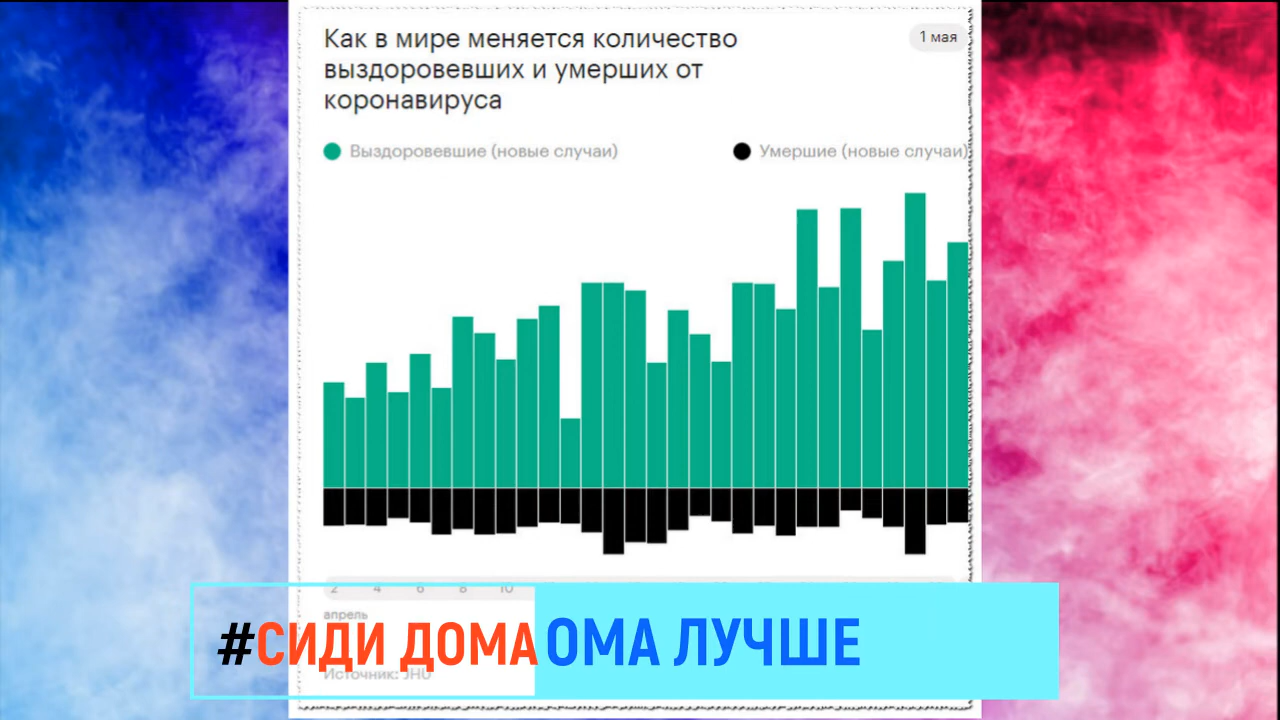 Как в мире меняется количество
выздоровевших и умерших от
коронавируса
1 мая
Выздоровевшие (новые случаи)
Умершие (новые случаи)
2 4 6 8 10
апрель
#СИДИ ДОМА ОМА ЛУЧШЕ
Источник: JHU